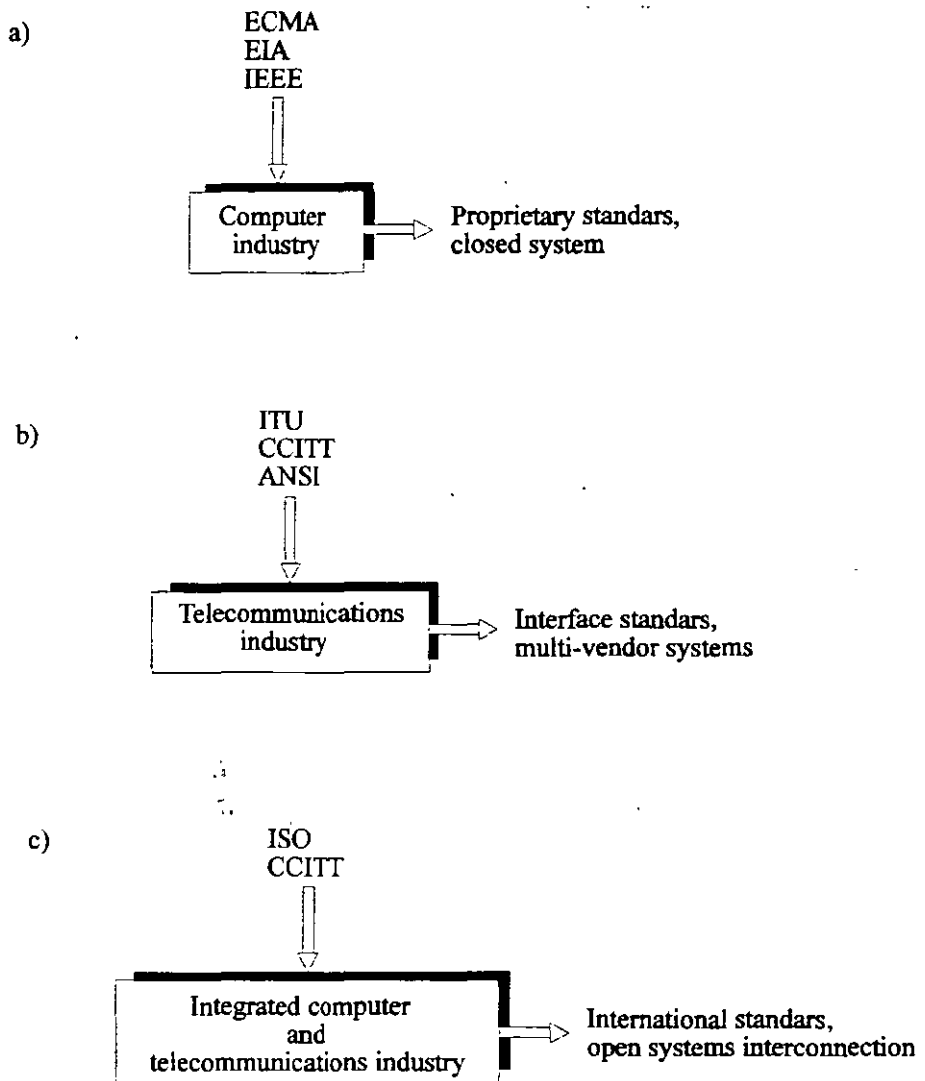 a)
ECMA
EIA
IEEE
Computer
industry
Proprietary standars,
closed system
b)
ITU
CCITT
ANSI
Telecommunications
industry
Interface standars,
multi-vendor systems
c)
ISO
CCITT
Integrated computer
and
telecommunications industry
International standars,
open systems interconnection